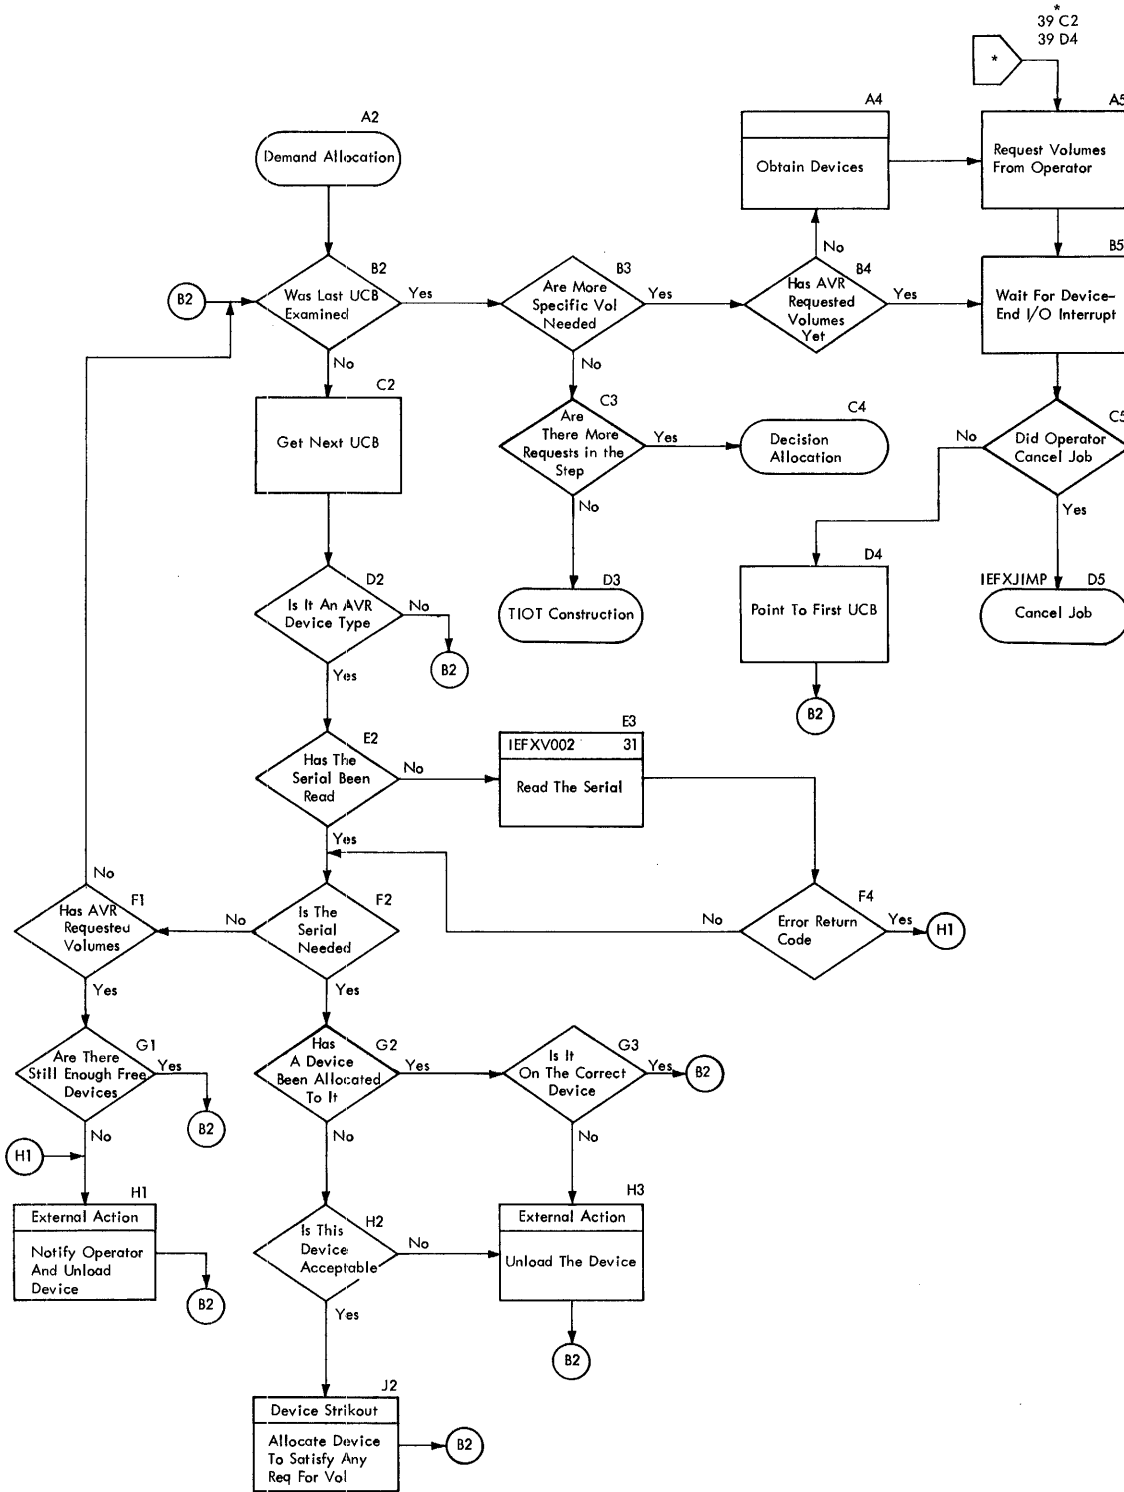 *
39 C2
39 D4
*
A5
Request Volumes
From Operator
A4
Obtain Devices
A2
Demand Allocation
B2
B2
Was Last UCB
Examined
Yes
No
B3
Are More
Specific Vol
Needed
Yes
No
B4
Has AVR
Requested
Volumes
Yet
No
Yes
B5
Wait For Device-
End I/O Interrupt
C2
Get Next UCB
C3
Are
There More
Requests in the
Step
Yes
No
C4
Decision
Allocation
C5
Did Operator
Cancel Job
No
Yes
D2
Is It An AVR
Device Type
No
B2
Yes
D3
TIOT Construction
D4
Point To First UCB
B2
IEFXJIMP
D5
Cancel Job
E2
Has The
Serial Been
Read
No
Yes
E3
IEFXV002 31
Read The Serial
F1
Has AVR
Requested
Volumes
No
Yes
F2
Is The
Serial
Needed
No
Yes
F4
Error Return
Code
No
Yes
H1
G1
Are There
Still Enough Free
Devices
Yes
B2
No
G2
Has
A Device
Been Allocated
To It
Yes
No
G3
Is It
On The Correct
Device
Yes
B2
No
H1
H1
External Action
Notify Operator
And Unload
Device
B2
H2
Is This
Device
Acceptable
No
Yes
H3
External Action
Unload The Device
B2
J2
Device Strikout
Allocate Device
To Satisfy Any
Req For Vol
B2